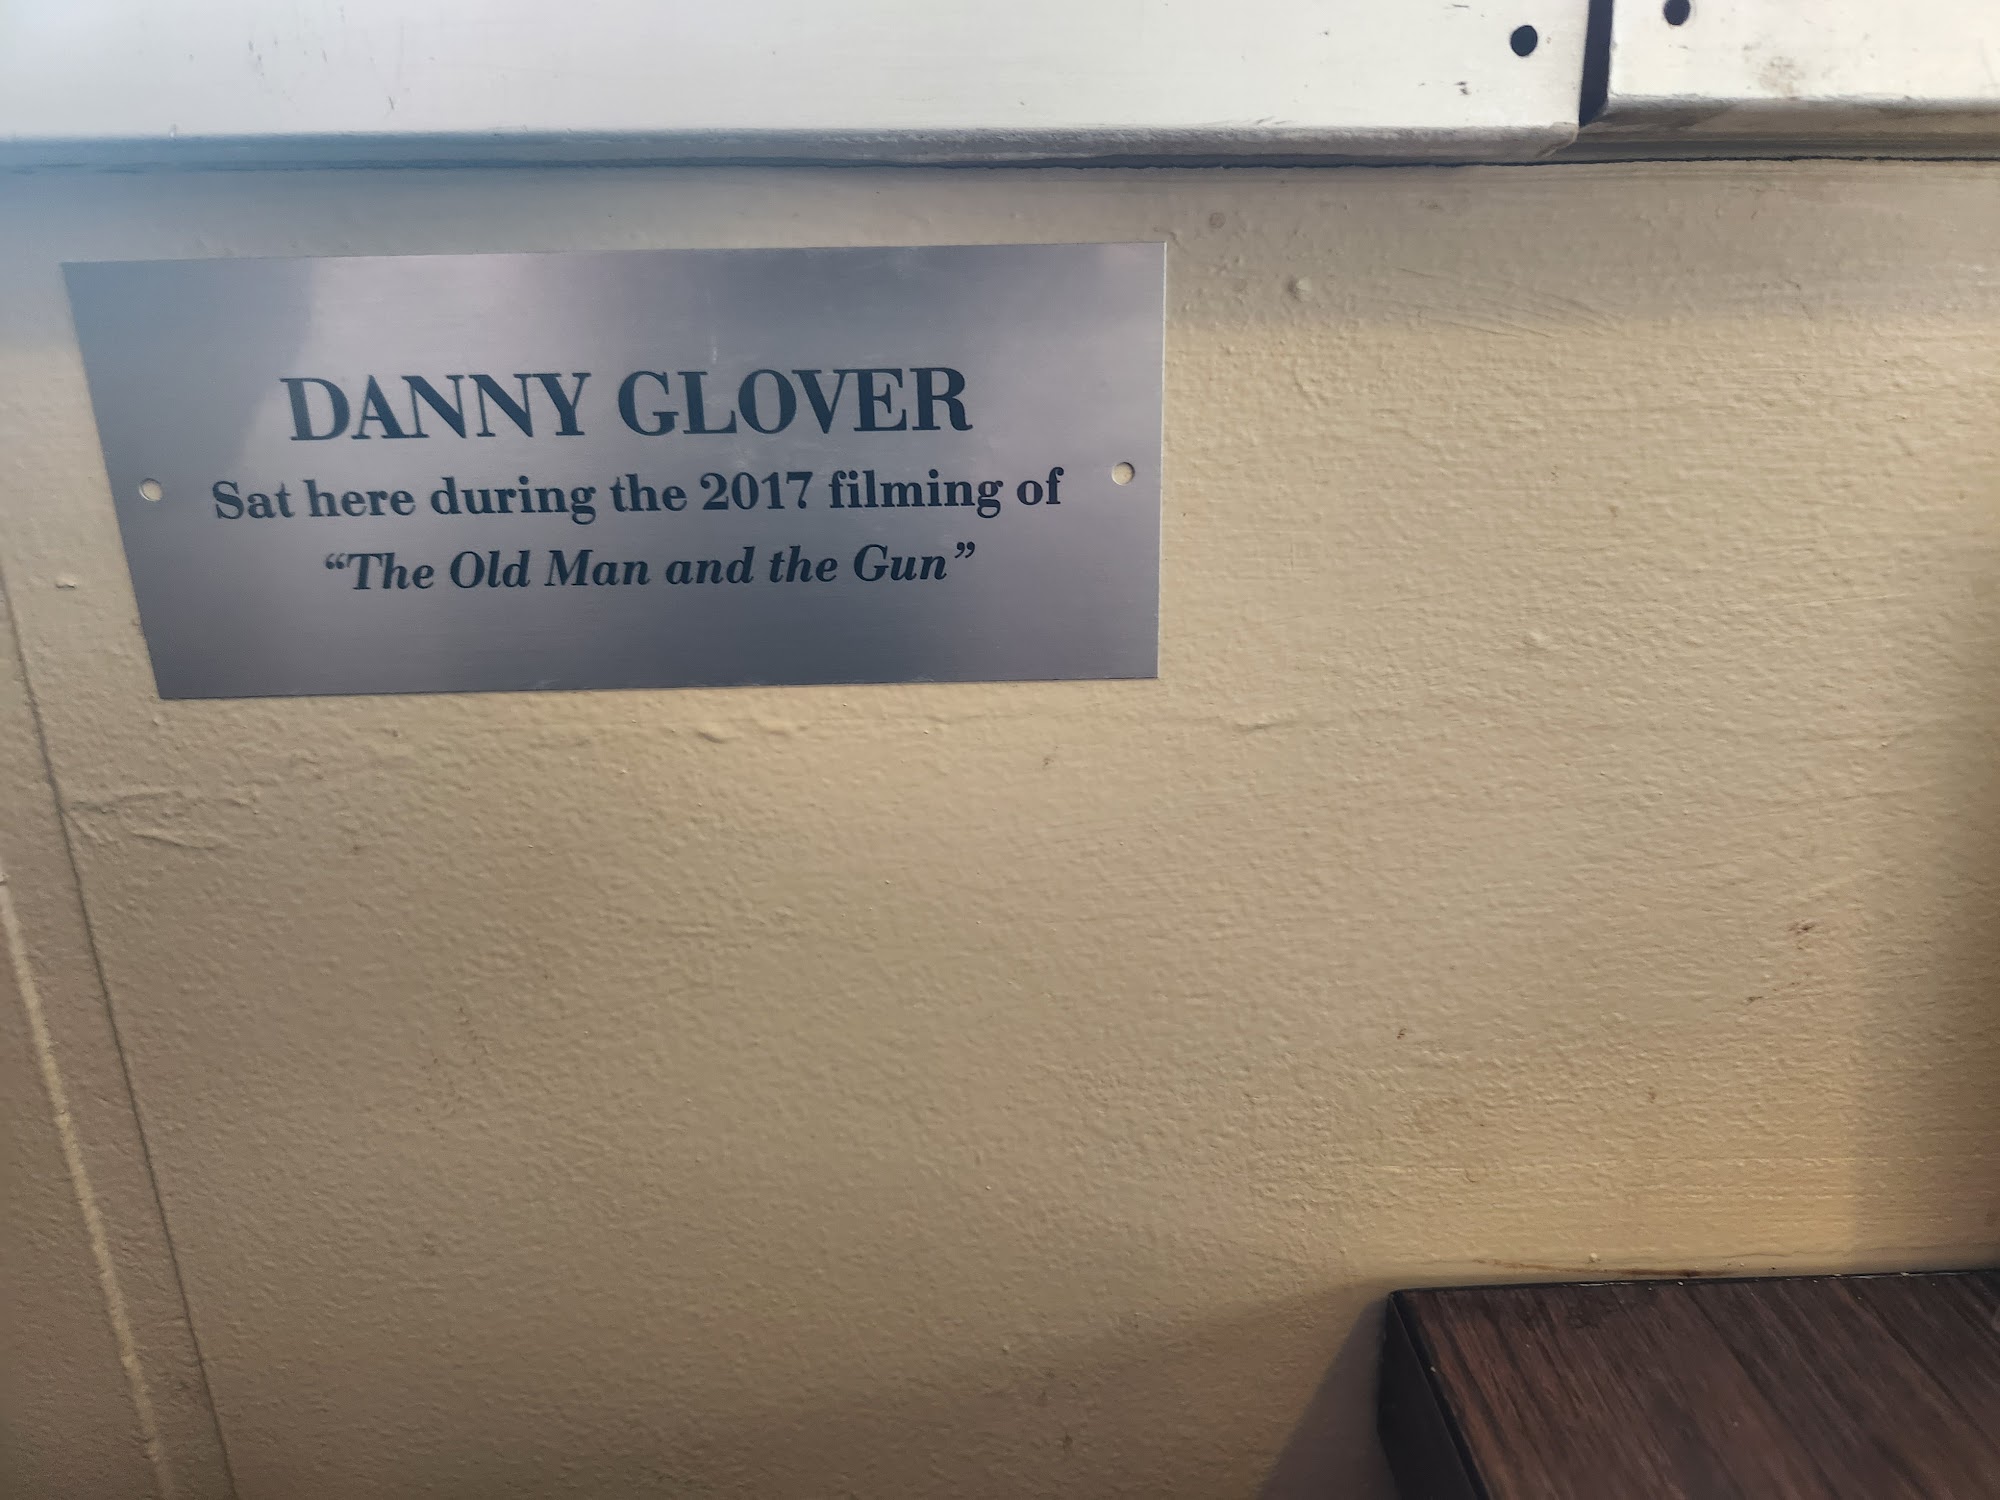 DANNY GLOVER
Sat here during the 2017 filming of
“The Old Man and the Gun”